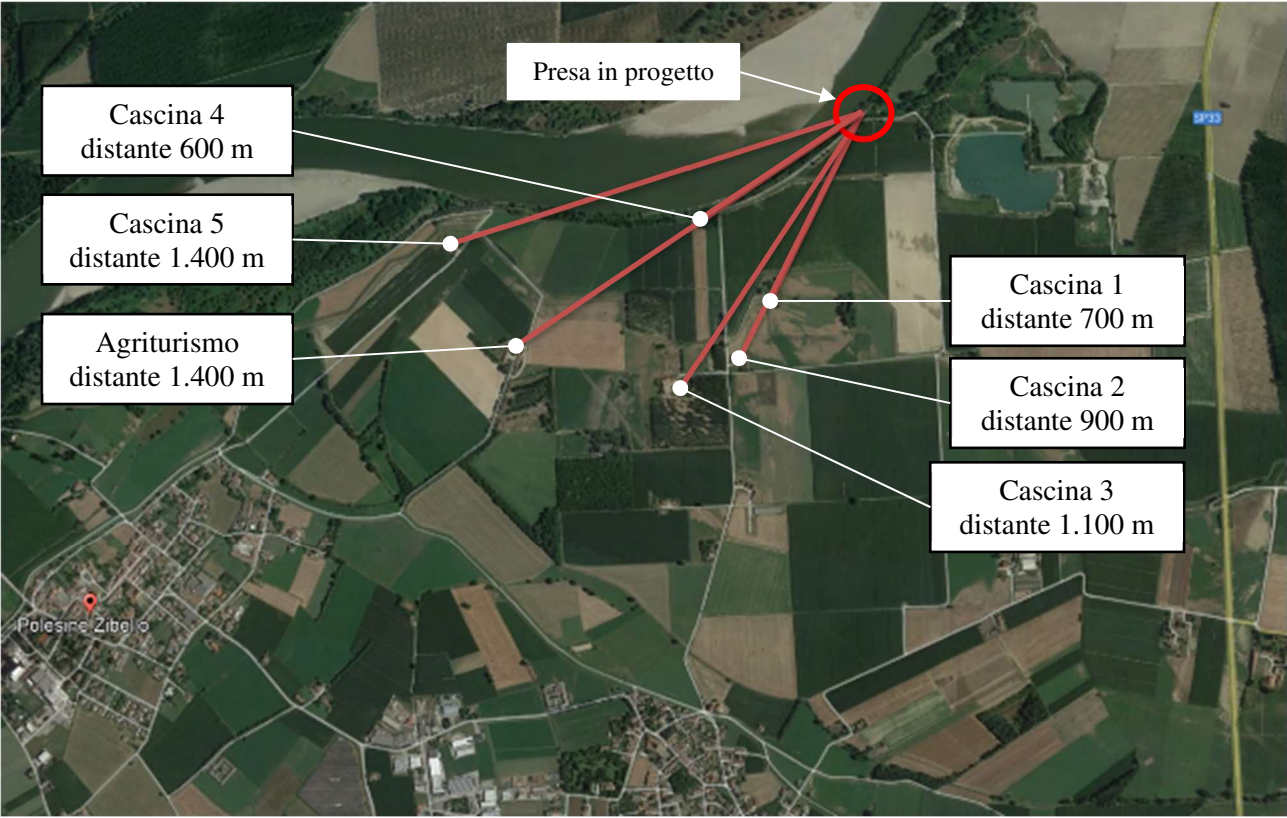 Presa in progetto
Cascina 4
distante 600 m
SP33
Cascina 5
distante 1.400 m
Cascina 1
distante 700 m
Agriturismo
distante 1.400 m
Cascina 2
distante 900 m
Cascina 3
distante 1.100 m
Polesine Zibello